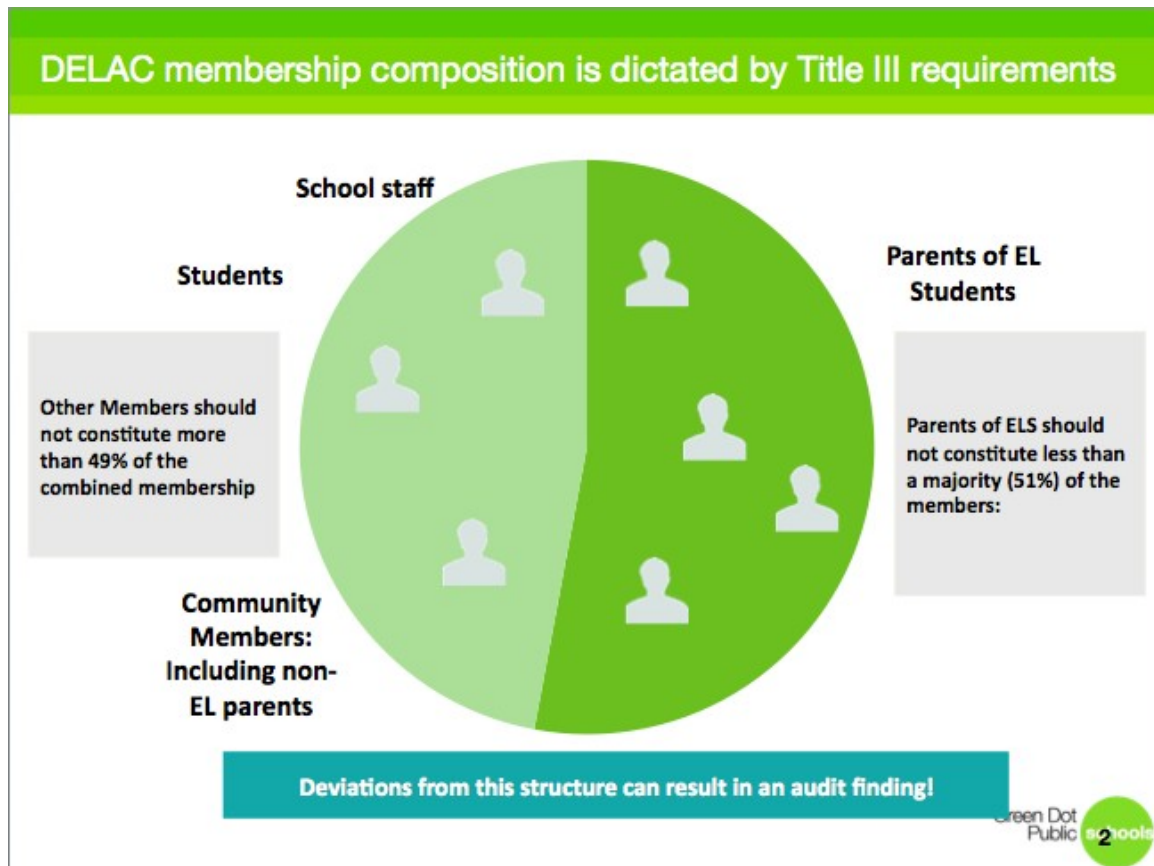 DELAC membership composition is dictated by Title III requirements
School staff
Students
Parents of EL
Students
Other Members should
not constitute more
than 49% of the
combined membership
Parents of ELS should
not constitute less than
a majority (51%) of the
members:
Community
Members:
Including non-
EL parents
Deviations from this structure can result in an audit finding!
Green Dot
Public schools
2